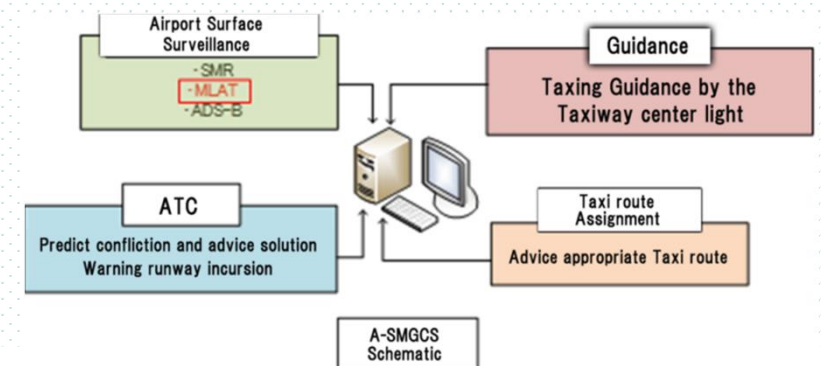 Airport Surface
Surveillance
-SMR
-MLAT
-ADS-B
Guidance
Taxing Guidance by the
Taxiway center light
ATC
Predict confliction and advice solution
Warning runway incursion
Taxi route
Assignment
Advice appropriate Taxi route
A-SMGCS
Schematic